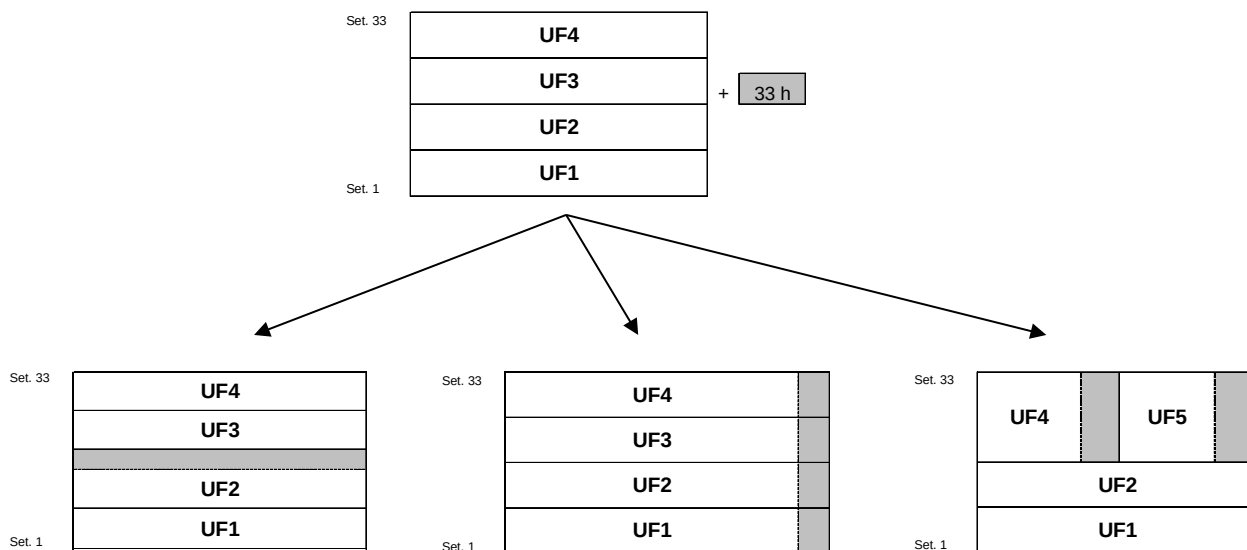 Set. 33
UF4
UF3
+ 33 h
UF2
UF1
Set. 1
Set. 33
UF4
UF3
UF2
UF1
Set. 1
Set. 33
UF4
UF3
UF2
UF1
Set. 1
Set. 33
UF4
UF5
UF2
UF1
Set. 1